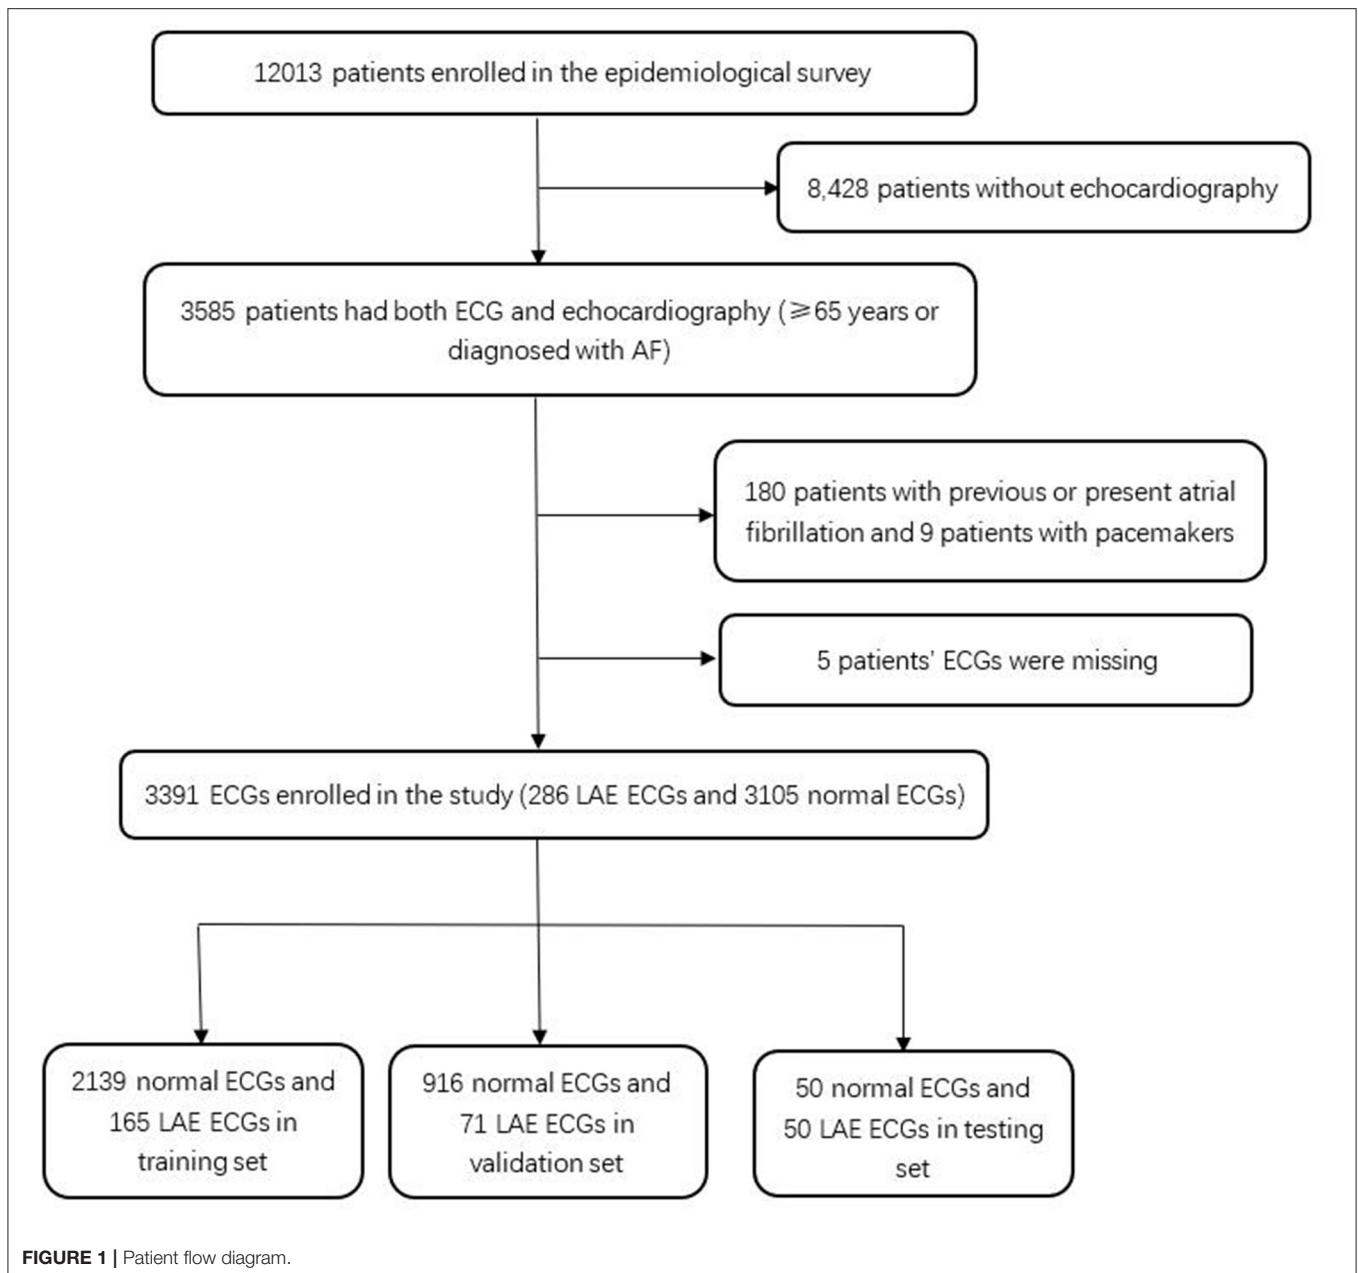 12013 patients enrolled in the epidemiological survey
8,428 patients without echocardiography
3585 patients had both ECG and echocardiography (⩾65 years or
diagnosed with AF)
180 patients with previous or present atrial
fibrillation and 9 patients with pacemakers
5 patients' ECGs were missing
3391 ECGs enrolled in the study (286 LAE ECGs and 3105 normal ECGs)
2139 normal ECGs and
165 LAE ECGs in
training set
916 normal ECGs and
71 LAE ECGs in
validation set
50 normal ECGs and
50 LAE ECGs in testing
set
FIGURE 1 | Patient flow diagram.